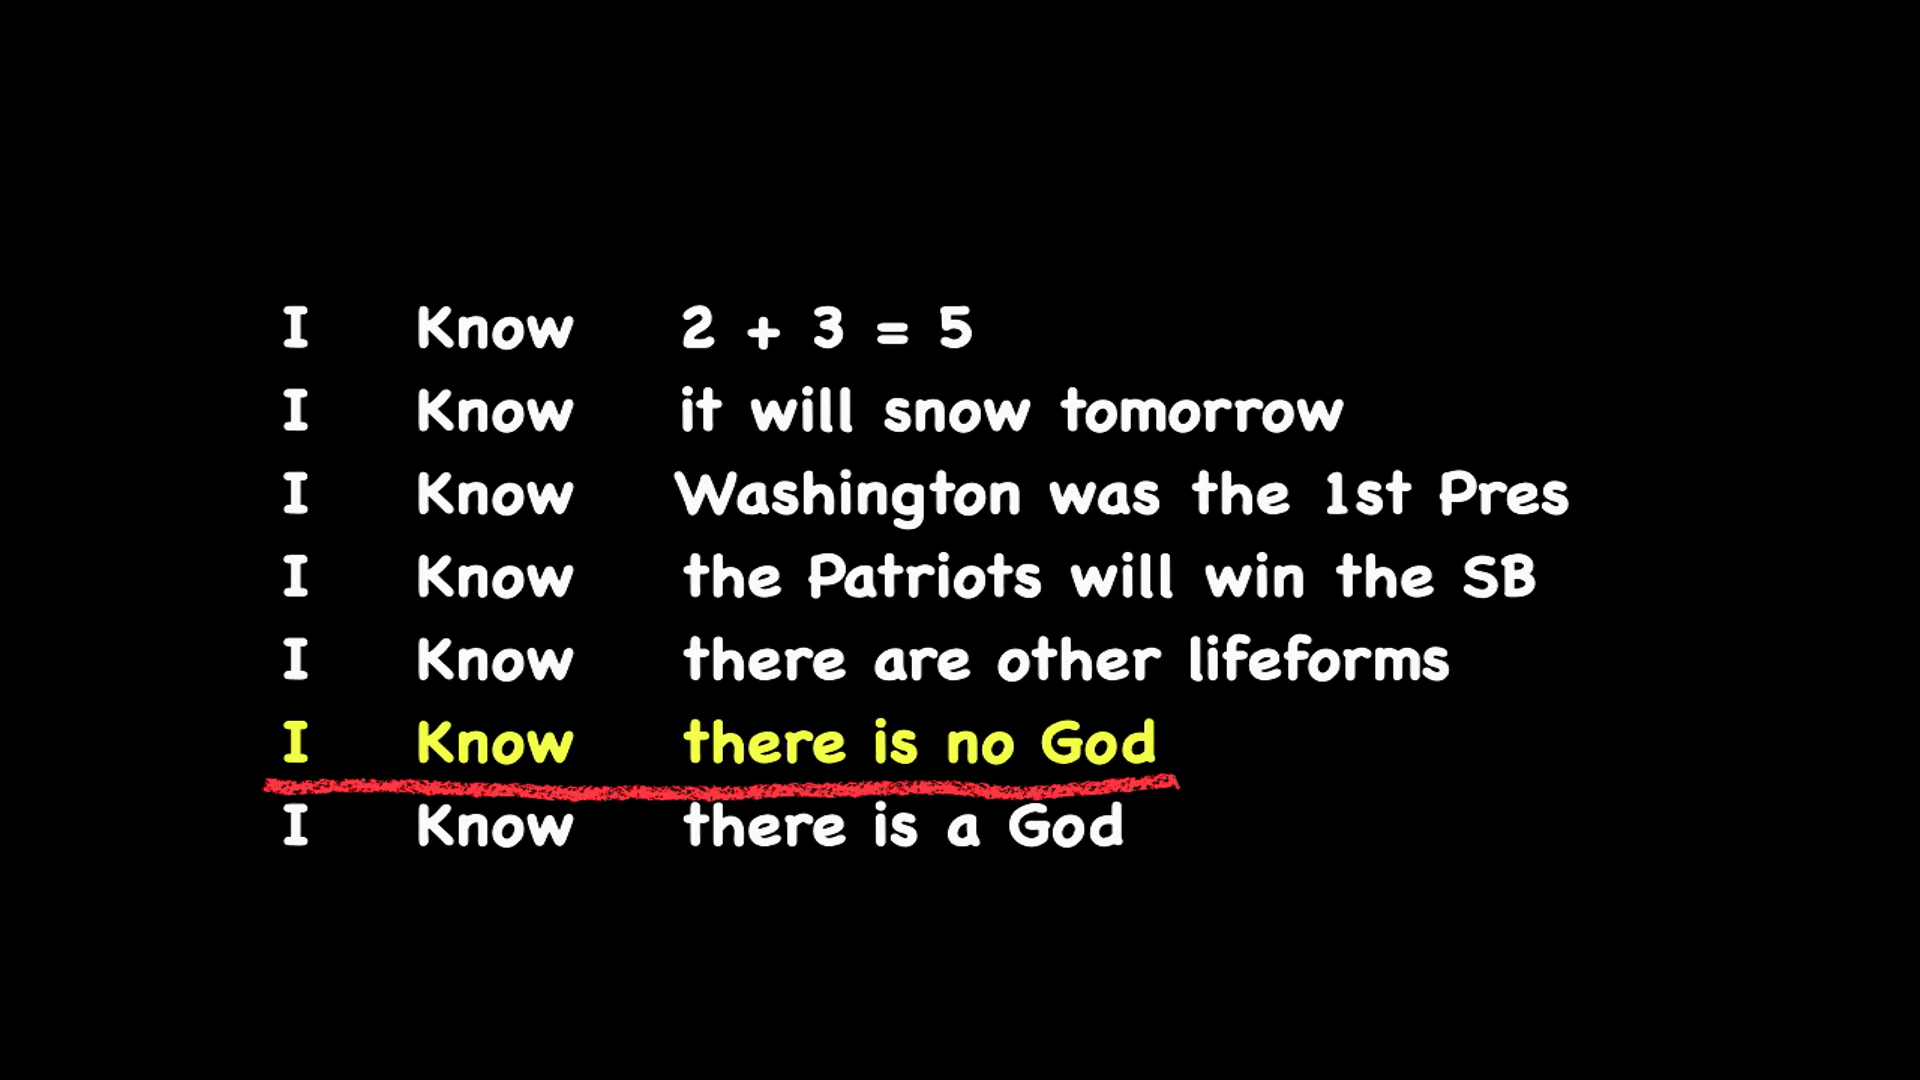 I Know 2 + 3 = 5
I Know it will snow tomorrow
I Know Washington was the 1st Pres
I Know the Patriots will win the SB
I Know there are other lifeforms
I Know there is no God
I Know there is a God